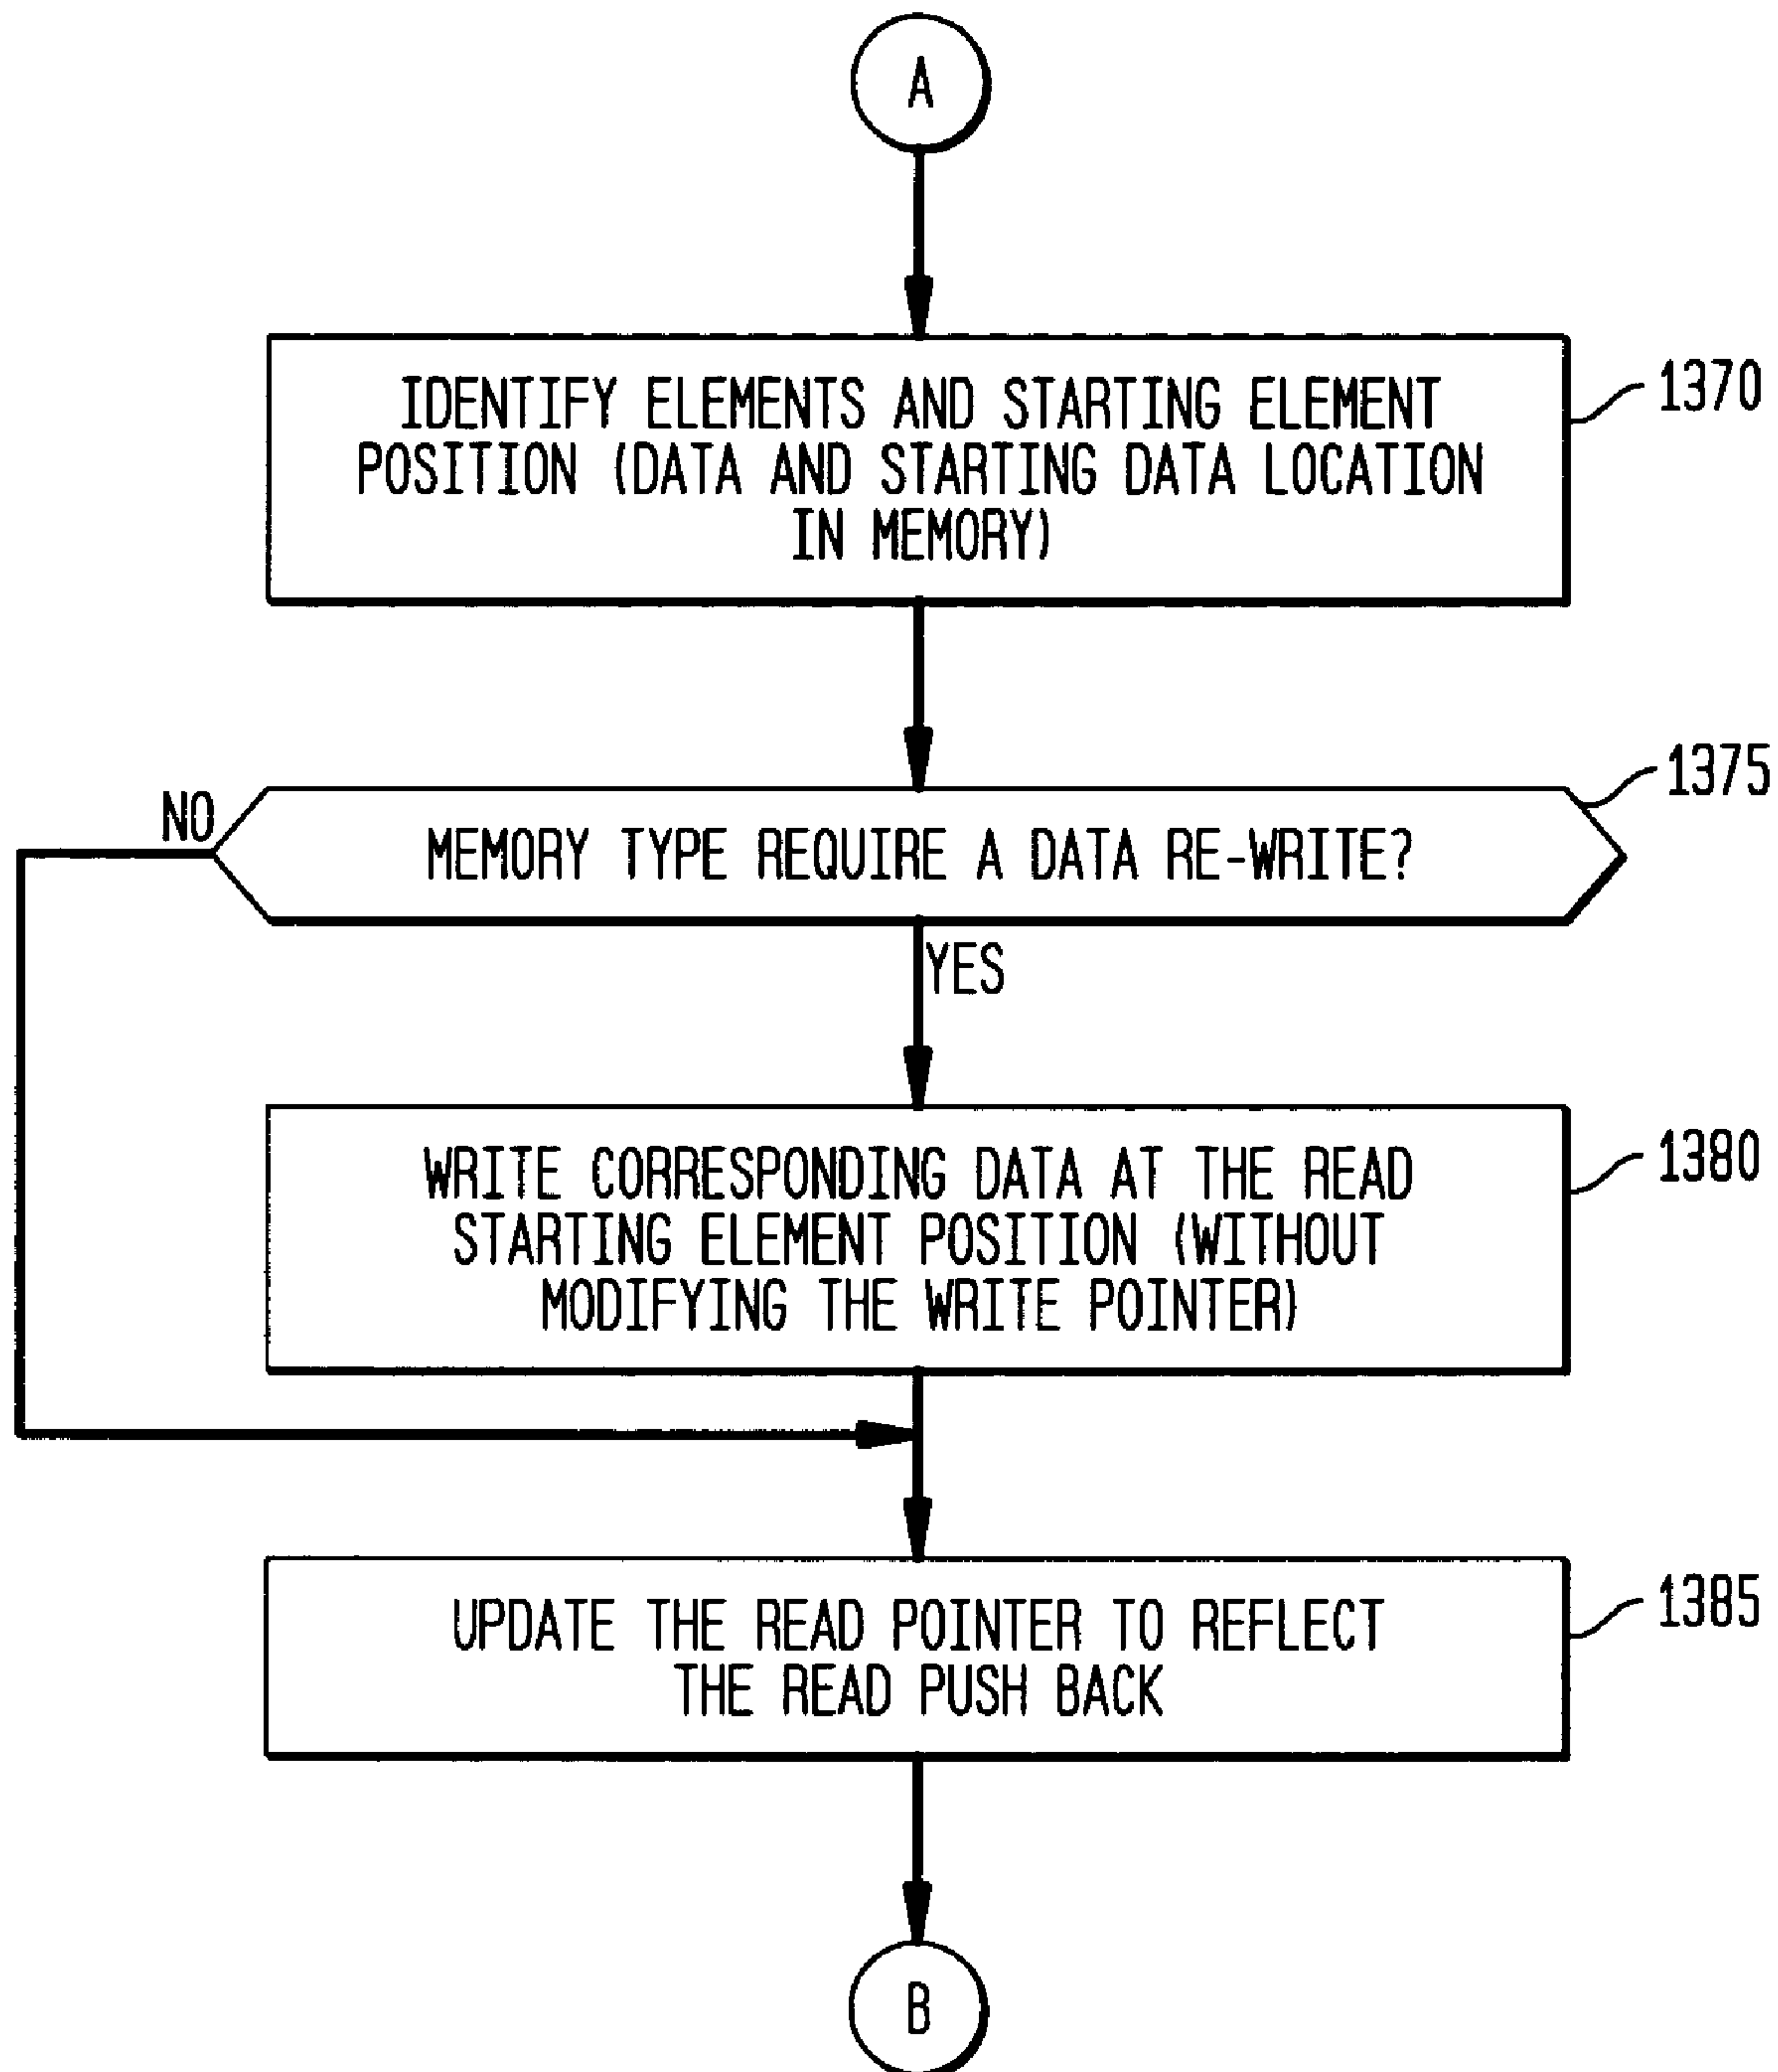 A
IDENTIFY ELEMENTS AND STARTING ELEMENT
POSITION (DATA AND STARTING DATA LOCATION
IN MEMORY)
1370
NO
MEMORY TYPE REQUIRE A DATA RE-WRITE?
1375
YES
WRITE CORRESPONDING DATA AT THE READ
STARTING ELEMENT POSITION (WITHOUT
MODIFYING THE WRITE POINTER)
1380
UPDATE THE READ POINTER TO REFLECT
THE READ PUSH BACK
1385
B